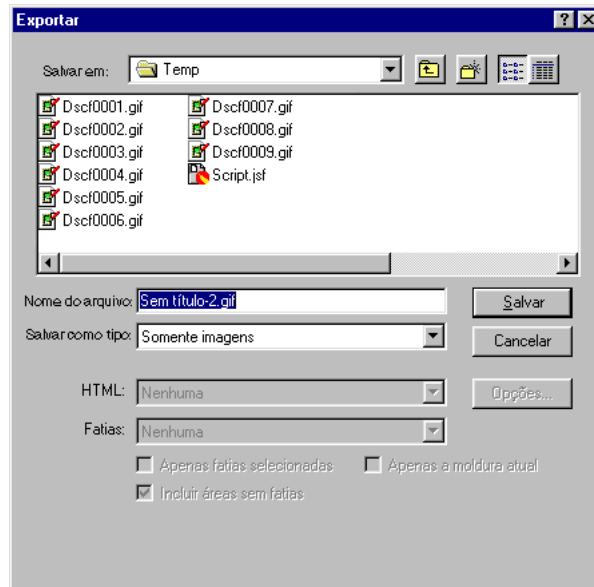 Exportar
Salvar em: Temp
Dscf0001.gif Dscf0007.gif
Dscf0002.gif Dscf0008.gif
Dscf0003.gif Dscf0009.gif
Dscf0004.gif Script.jsf
Dscf0005.gif
Dscf0006.gif
Nome do arquivo: Sem título-2.gif Salvar
Salvar como tipo: Somente imagens Cancelar
HTML: Nenhuma Opções...
Fatias: Nenhuma
Apenas fatias selecionadas Apenas a moldura atual
Incluir áreas sem fatias